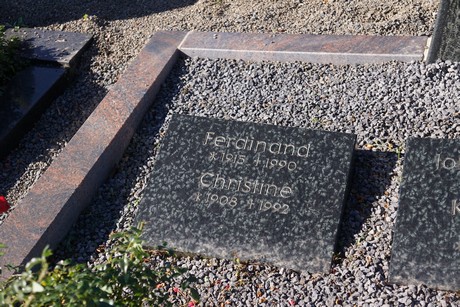 Ferdinand
* 1915 † 1990
Christine
* 1908 † 1992